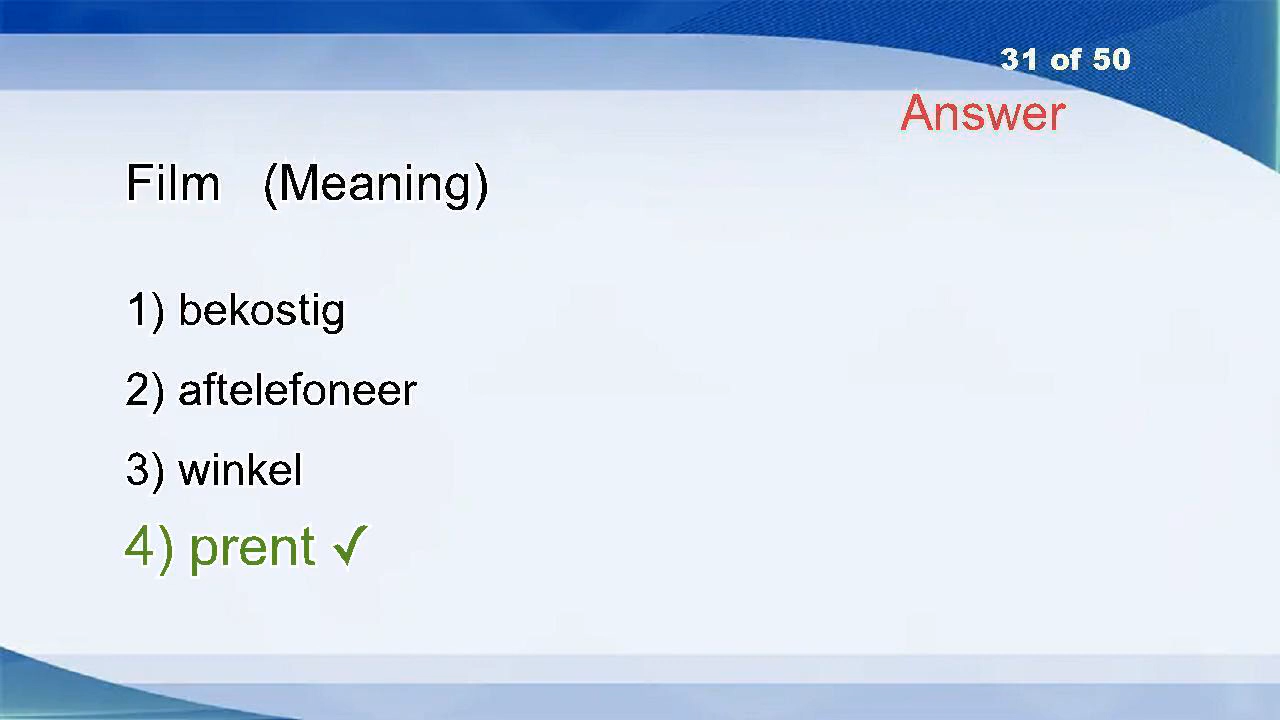 31 of 50
Answer
Film (Meaning)
1) bekostig
2) aftelefoneer
3) winkel
4) prent ✓